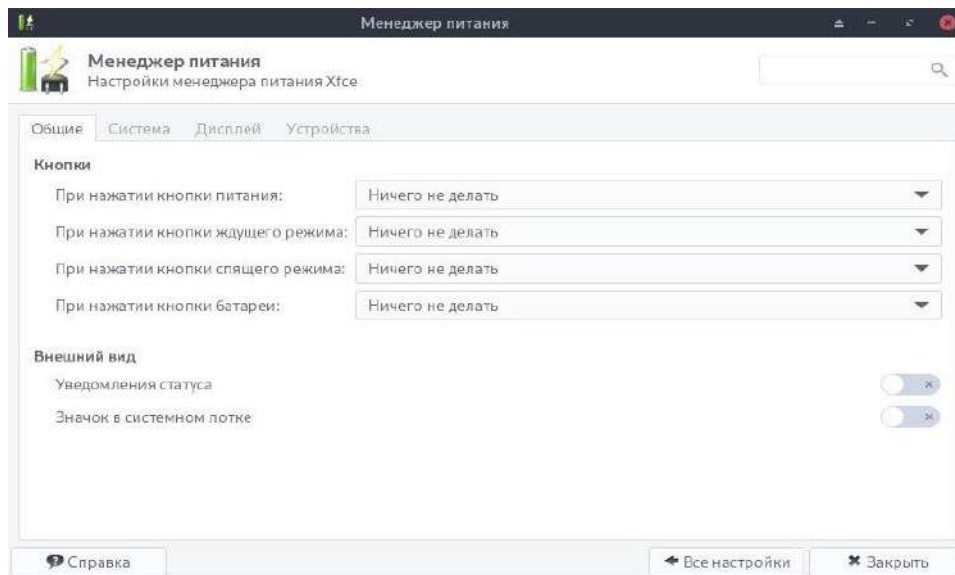 Менеджер питания
Менеджер питания
Настройки менеджера питания Xfce
Общие Система Дисплей Устройства
Кнопки
При нажатии кнопки питания: Ничего не делать
При нажатии кнопки ждущего режима: Ничего не делать
При нажатии кнопки спящего режима: Ничего не делать
При нажатии кнопки батареи: Ничего не делать
Внешний вид
Уведомления статуса
Значок в системном лотке
Справка Все настройки Закрыть